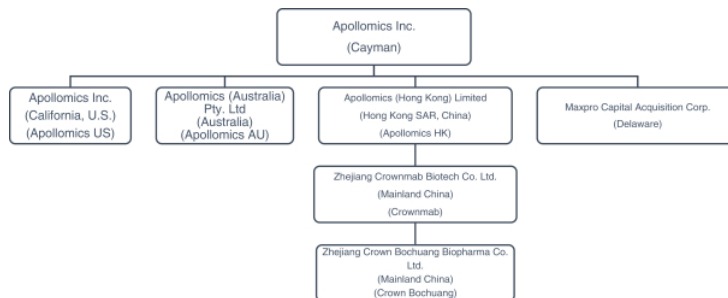 Apollomics Inc.
(Cayman)
Apollomics Inc.
(California, U.S.)
(Apollomics US)
Apollomics (Australia)
Pty. Ltd
(Australia)
(Apollomics AU)
Apollomics (Hong Kong) Limited
(Hong Kong SAR, China)
(Apollomics HK)
Maxpro Capital Acquisition Corp.
(Delaware)
Zhejiang Crownmab Biotech Co. Ltd.
(Mainland China)
(Crownmab)
Zhejiang Crown Bochuang Biopharma Co.
Ltd.
(Mainland China)
(Crown Bochuang)